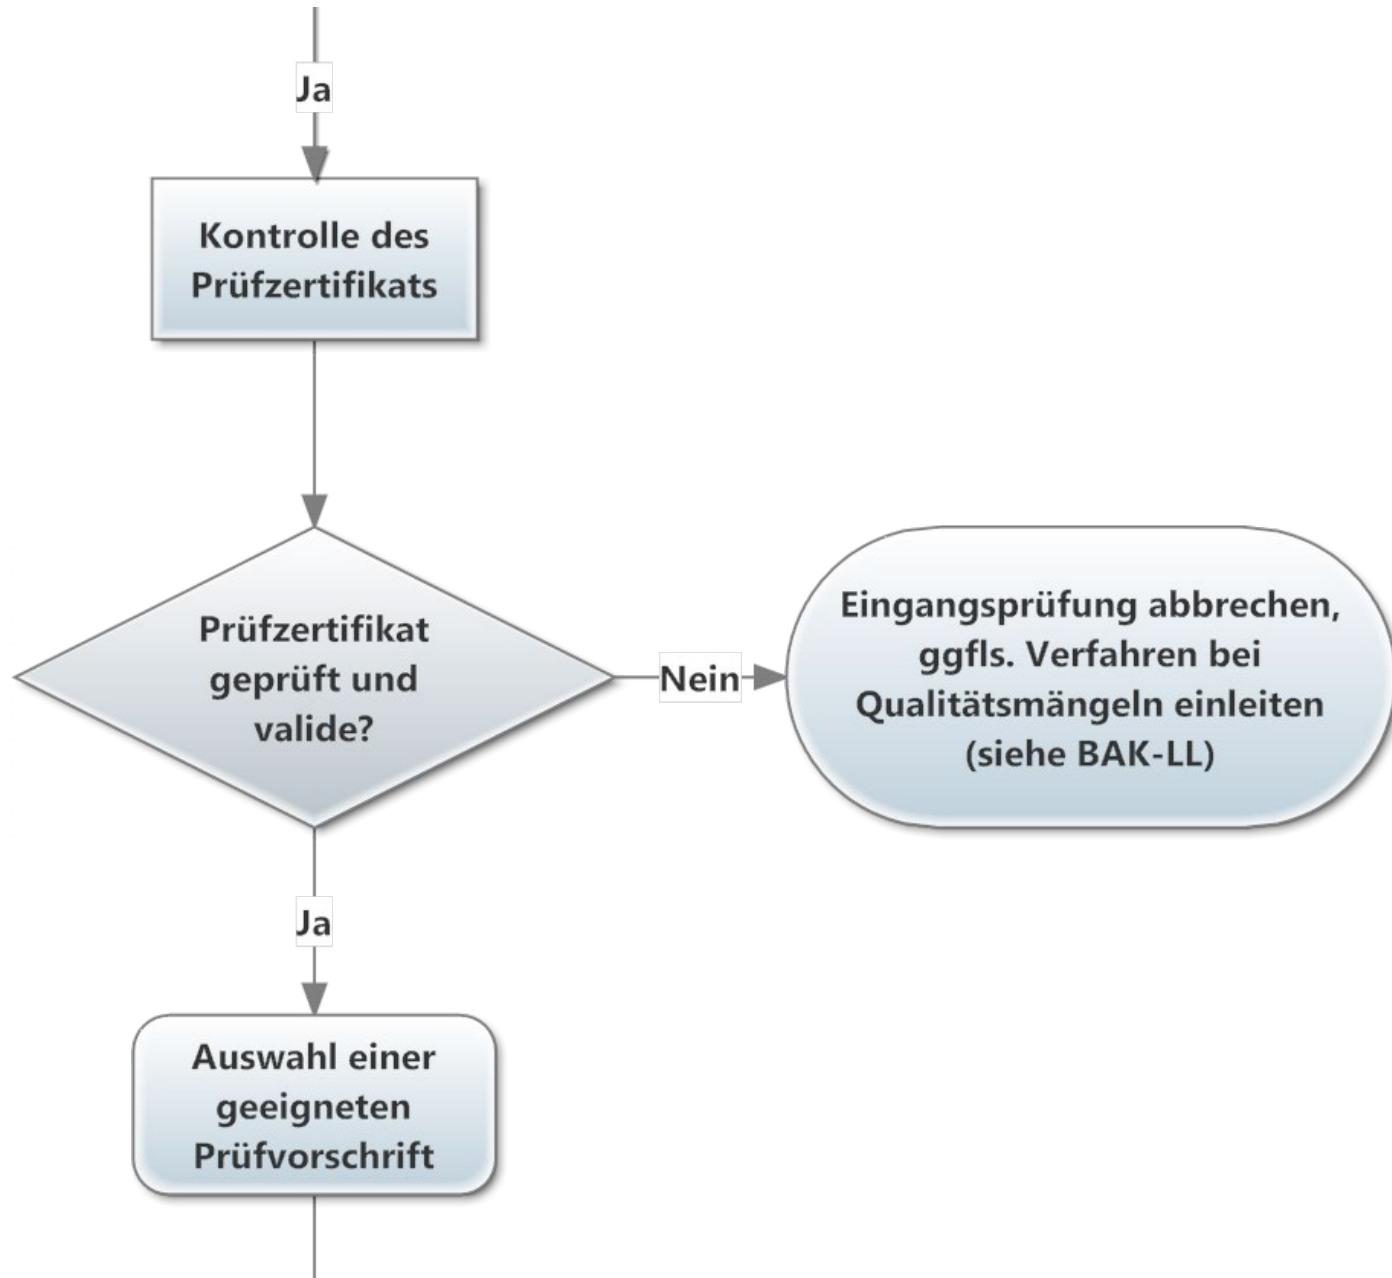 Ja
Kontrolle des
Prüfzertifikats
Prüfzertifikat
geprüft und
valide?
Nein
Eingangsprüfung abbrechen,
ggfls. Verfahren bei
Qualitätsmängeln einleiten
(siehe BAK-LL)
Ja
Auswahl einer
geeigneten
Prüfvorschrift